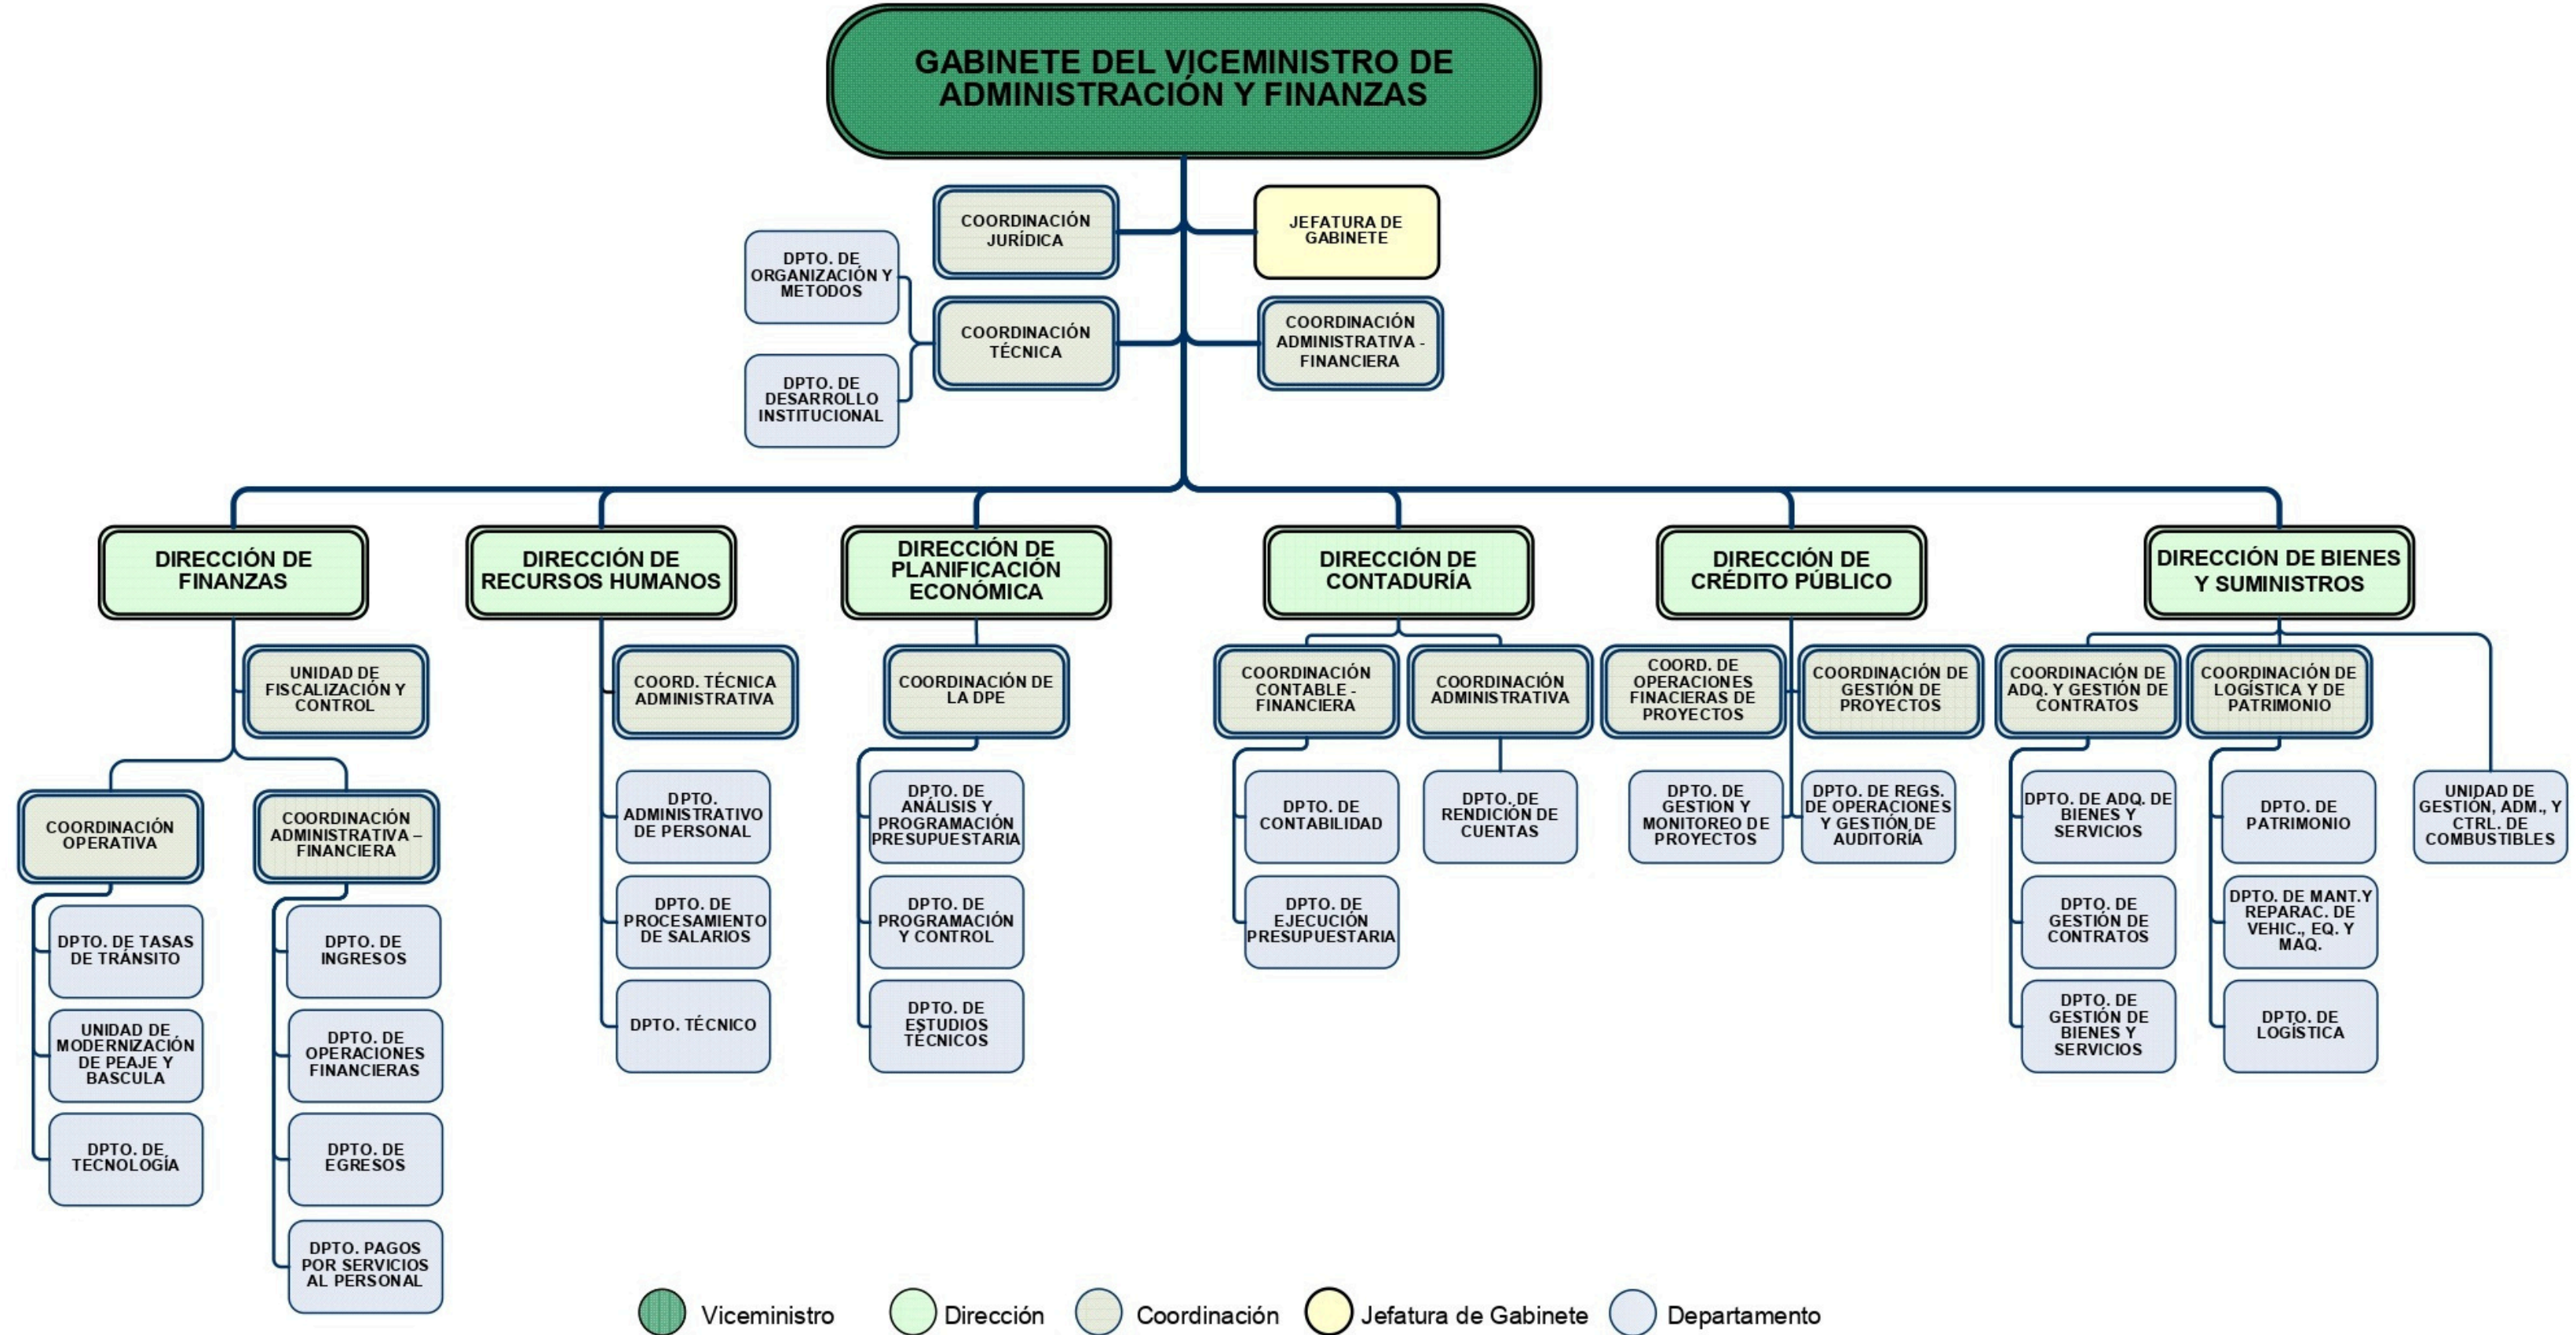 GABINETE DEL VICEMINISTRO DE
ADMINISTRACIÓN Y FINANZAS
COORDINACIÓN
JURÍDICA
JEFATURA DE
GABINETE
DPTO. DE
ORGANIZACIÓN Y
METODOS
COORDINACIÓN
TÉCNICA
COORDINACIÓN
ADMINISTRATIVA -
FINANCIERA
DPTO. DE
DESARROLLO
INSTITUCIONAL
DIRECCIÓN DE
FINANZAS
DIRECCIÓN DE
RECURSOS HUMANOS
DIRECCIÓN DE
PLANIFICACIÓN
ECONÓMICA
DIRECCIÓN DE
CONTADURÍA
DIRECCIÓN DE
CRÉDITO PÚBLICO
DIRECCIÓN DE BIENES
Y SUMINISTROS
UNIDAD DE
FISCALIZACIÓN Y
CONTROL
COORD. TÉCNICA
ADMINISTRATIVA
COORDINACIÓN DE
LA DPE
COORDINACIÓN
CONTABLE -
FINANCIERA
COORDINACIÓN
ADMINISTRATIVA
COORD. DE
OPERACIONES
FINACIERAS DE
PROYECTOS
COORDINACIÓN DE
GESTIÓN DE
PROYECTOS
COORDINACIÓN DE
ADQ. Y GESTIÓN DE
CONTRATOS
COORDINACIÓN DE
LOGÍSTICA Y DE
PATRIMONIO
COORDINACIÓN
OPERATIVA
COORDINACIÓN
ADMINISTRATIVA –
FINANCIERA
DPTO.
ADMINISTRATIVO
DE PERSONAL
DPTO. DE
ANÁLISIS Y
PROGRAMACIÓN
PRESUPUESTARIA
DPTO. DE
CONTABILIDAD
DPTO. DE
RENDICIÓN DE
CUENTAS
DPTO. DE
GESTION Y
MONITOREO DE
PROYECTOS
DPTO. DE REGS.
DE OPERACIONES
Y GESTIÓN DE
AUDITORÍA
DPTO. DE ADQ. DE
BIENES Y
SERVICIOS
DPTO. DE
PATRIMONIO
UNIDAD DE
GESTIÓN, ADM., Y
CTRL. DE
COMBUSTIBLES
DPTO. DE TASAS
DE TRÁNSITO
DPTO. DE
INGRESOS
DPTO. DE
PROCESAMIENTO
DE SALARIOS
DPTO. DE
PROGRAMACIÓN
Y CONTROL
DPTO. DE
EJECUCIÓN
PRESUPUESTARIA
DPTO. DE
GESTIÓN DE
CONTRATOS
DPTO. DE MANT.Y
REPARAC. DE
VEHIC., EQ. Y
MAQ.
UNIDAD DE
MODERNIZACIÓN
DE PEAJE Y
BASCULA
DPTO. DE
OPERACIONES
FINANCIERAS
DPTO. TÉCNICO
DPTO. DE
ESTUDIOS
TÉCNICOS
DPTO. DE
GESTIÓN DE
BIENES Y
SERVICIOS
DPTO. DE
LOGÍSTICA
DPTO. DE
TECNOLOGÍA
DPTO. DE
EGRESOS
DPTO. PAGOS
POR SERVICIOS
AL PERSONAL
Viceministro
Dirección
Coordinación
Jefatura de Gabinete
Departamento